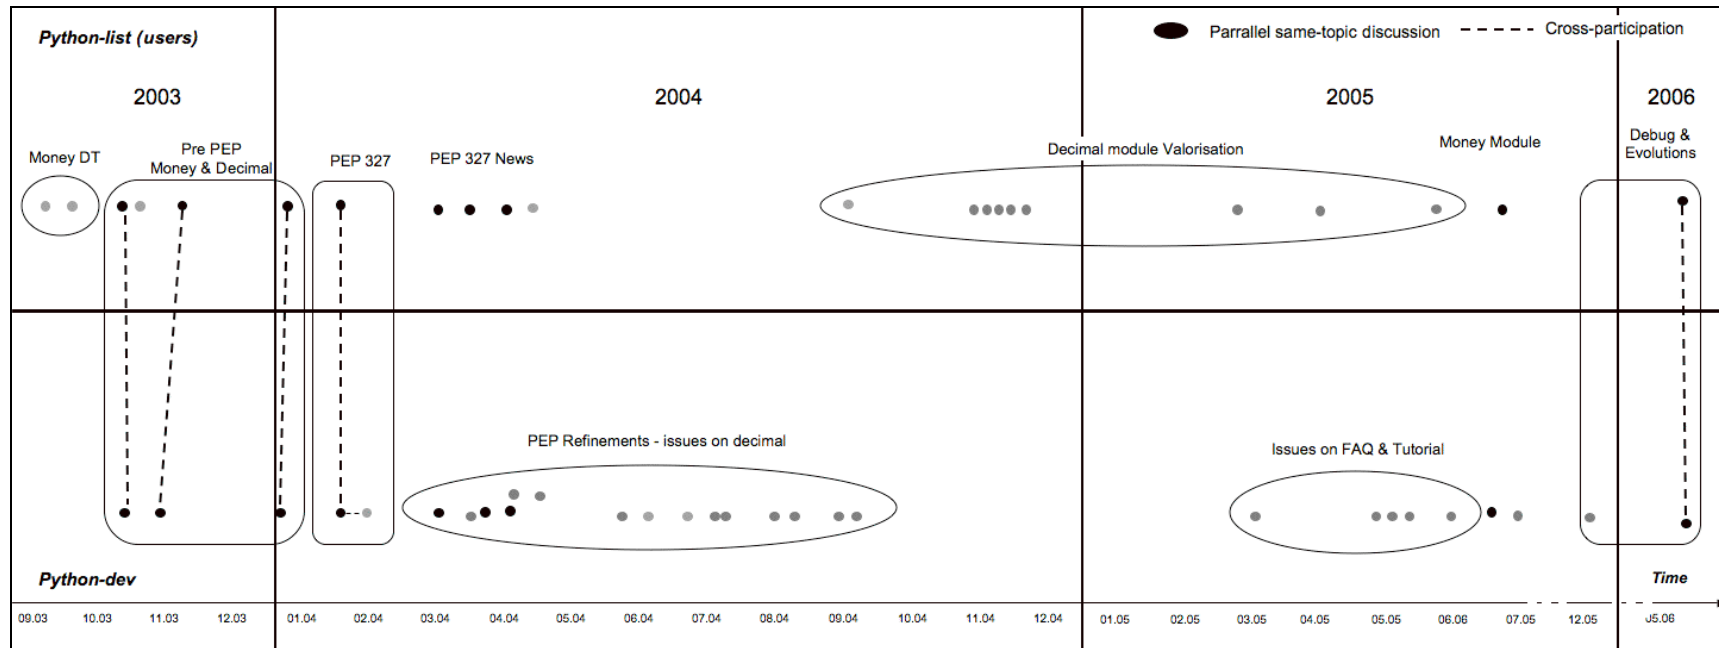 Python-list (users)
Parrallel same-topic discussion
Cross-participation
2003
2004
2005
2006
Money DT
Pre PEP
Money & Decimal
PEP 327
PEP 327 News
Decimal module Valorisation
Money Module
Debug &
Evolutions
PEP Refinements - issues on decimal
Issues on FAQ & Tutorial
Python-dev
Time
09.03 10.03 11.03 12.03 01.04 02.04 03.04 04.04 05.04 06.04 07.04 08.04 09.04 10.04 11.04 12.04 01.05 02.05 03.05 05.05 05.05 06.06 07.05 12.05 05.06